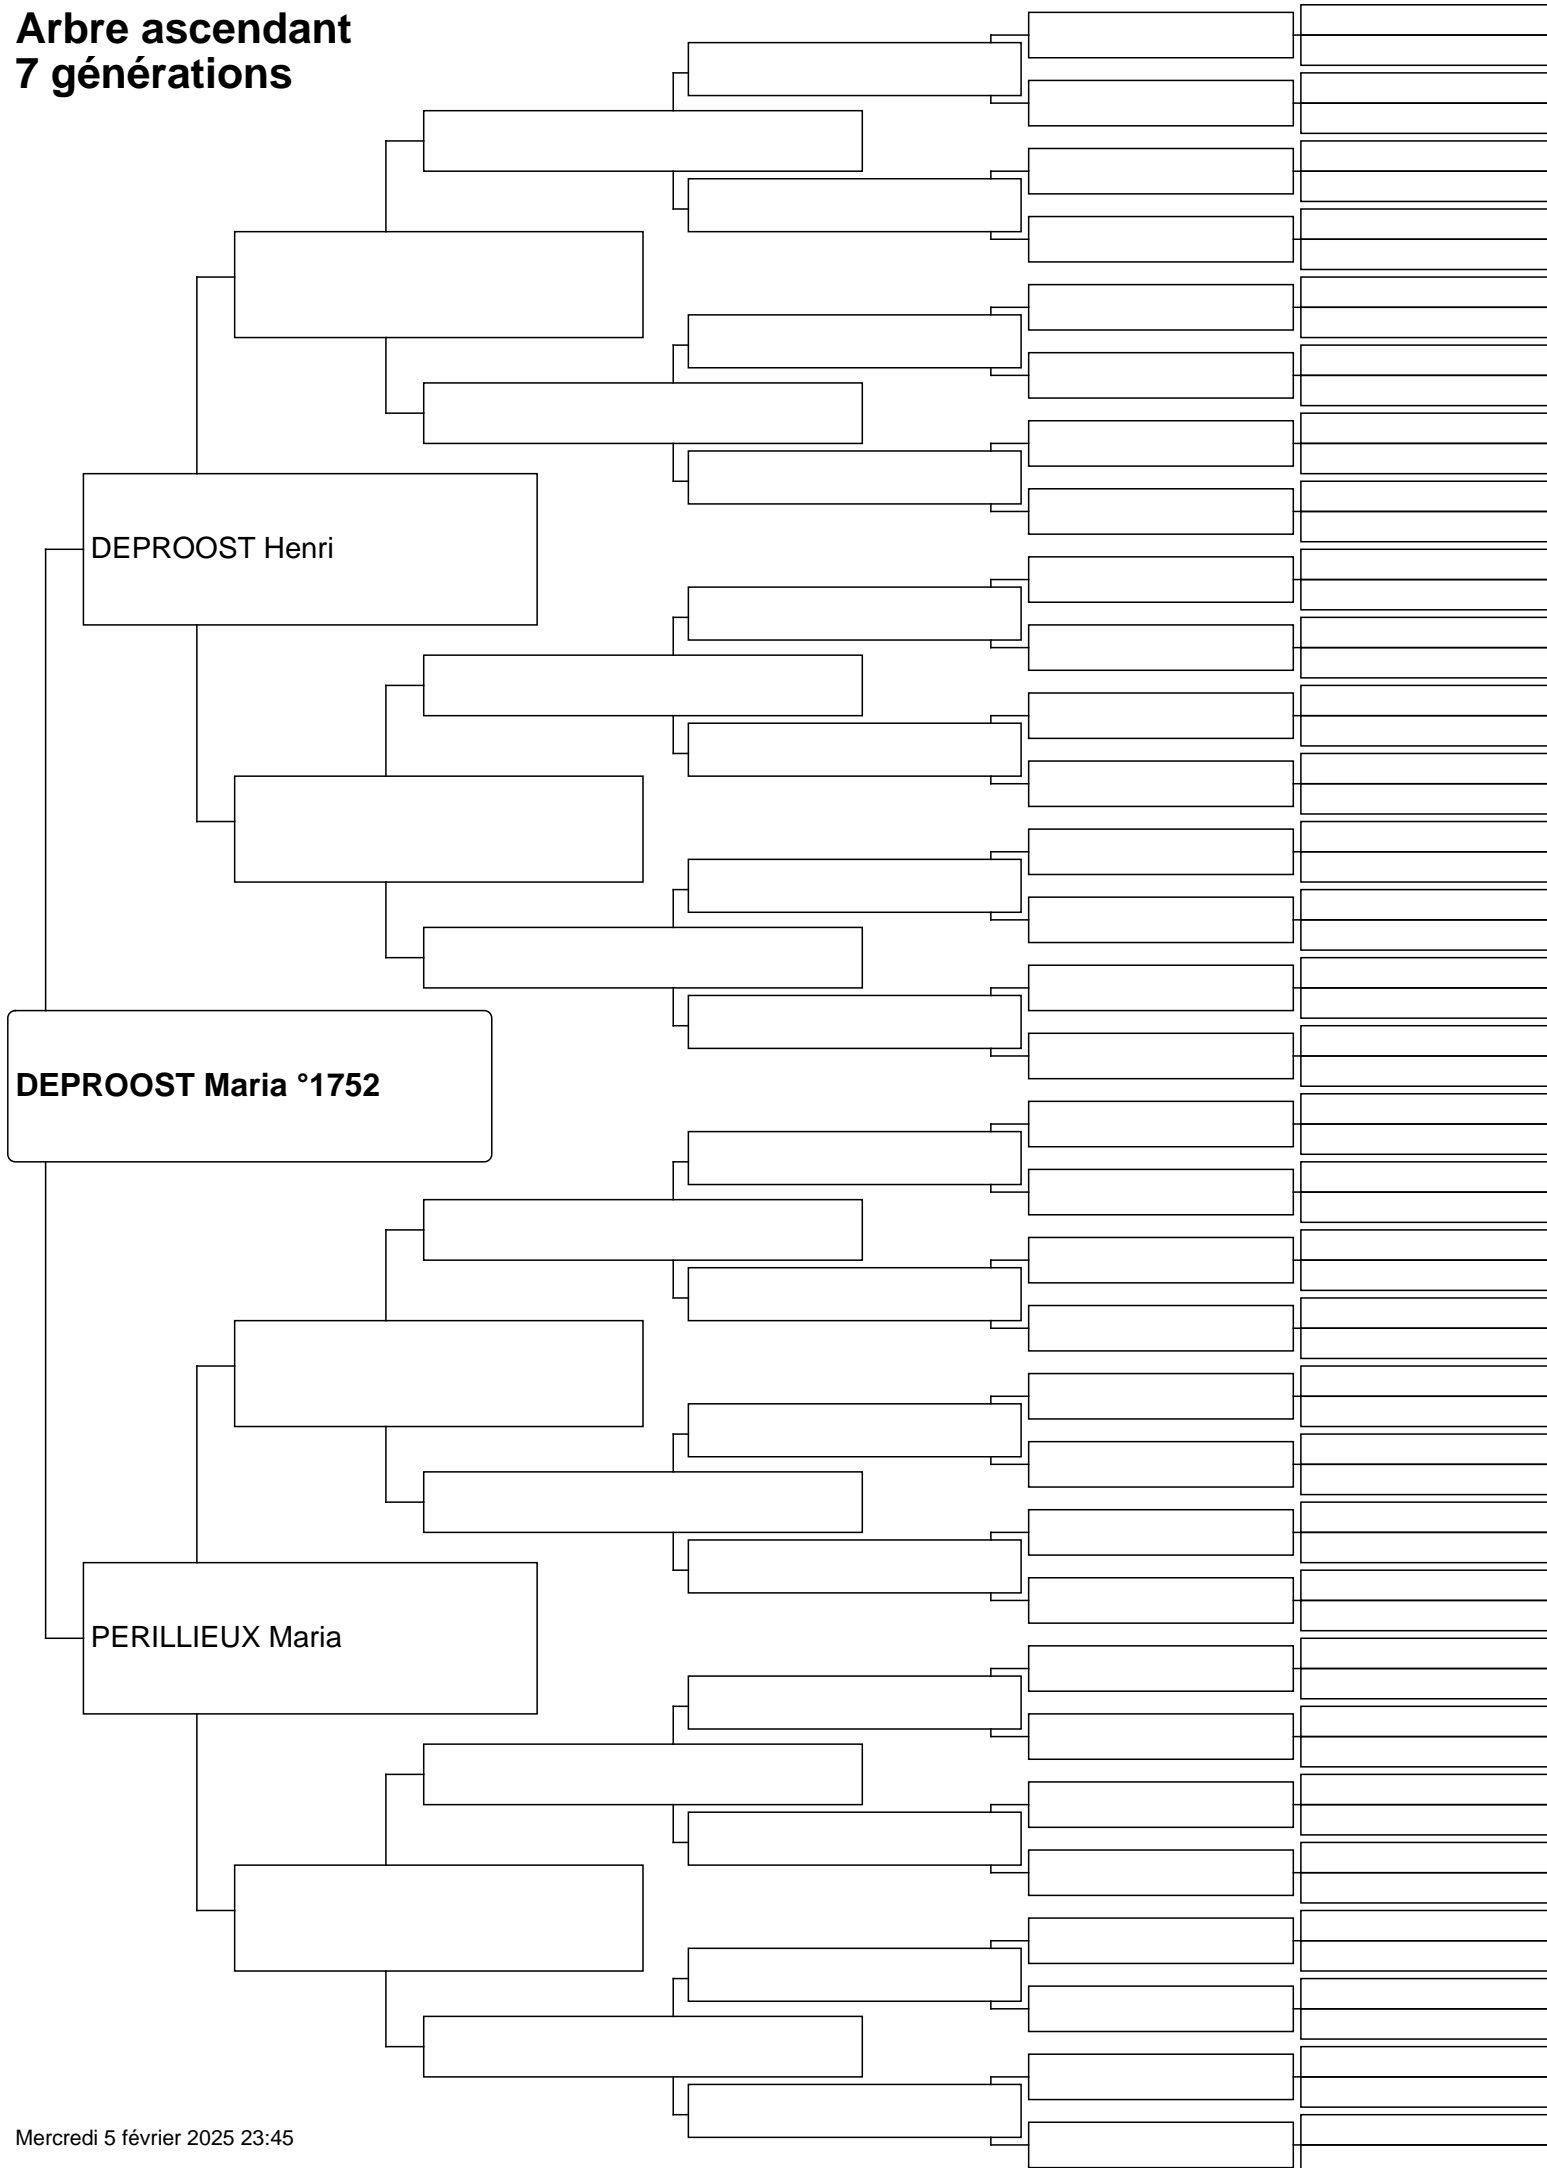 Arbre ascendant
7 générations
DEPROOST Henri
DEPROOST Maria °1752
PERILLIEUX Maria
Mercredi 5 février 2025 23:45